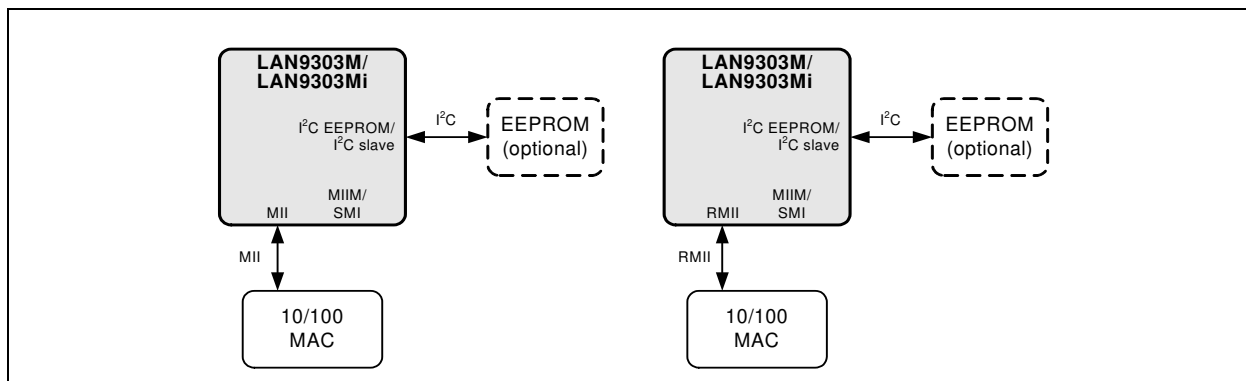 LAN9303M/
LAN9303Mi
I²C EEPROM/
I²C slave
I²C
EEPROM
(optional)
MII
MIIM/
SMI
MII
10/100
MAC
LAN9303M/
LAN9303Mi
I²C EEPROM/
I²C slave
I²C
EEPROM
(optional)
RMII
MIIM/
SMI
RMII
10/100
MAC